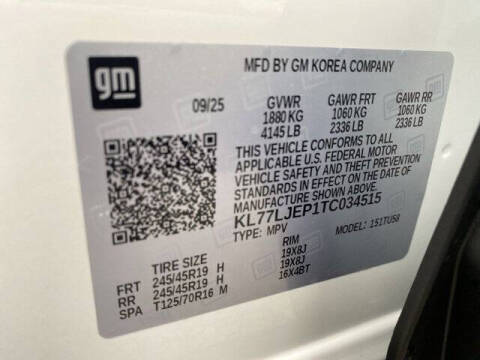 gm
MFD BY GM KOREA COMPANY
09/25 GVWR GAWR FRT GAWR RR
1880 KG 1060 KG 1060 KG
4145 LB 2336 LB 2336 LB
THIS VEHICLE CONFORMS TO ALL
APPLICABLE U.S. FEDERAL MOTOR
VEHICLE SAFETY AND THEFT PREVENTION
STANDARDS IN EFFECT ON THE DATE OF
MANUFACTURE SHOWN ABOVE.
KL77LJEP1TC034515
TYPE: MPV MODEL: 151TU58
TIRE SIZE RIM
FRT 245/45R19 H 19X8J
RR 245/45R19 H 19X8J
SPA T125/70R16 M 16X4BT